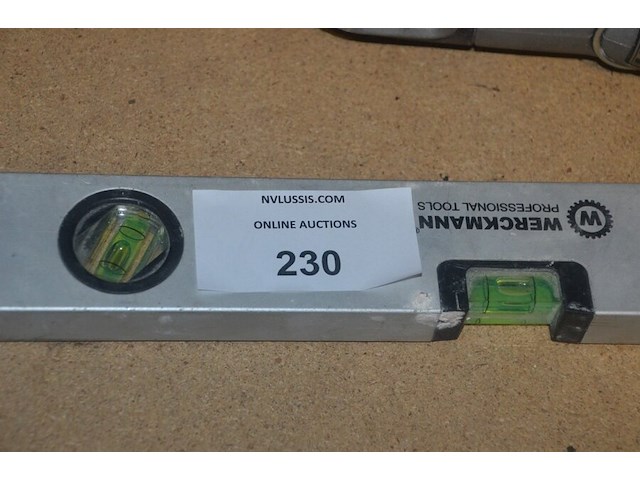 NVLUSSIS.COM
ONLINE AUCTIONS
230
WERCKMANN®
PROFESSIONAL TOOLS
W